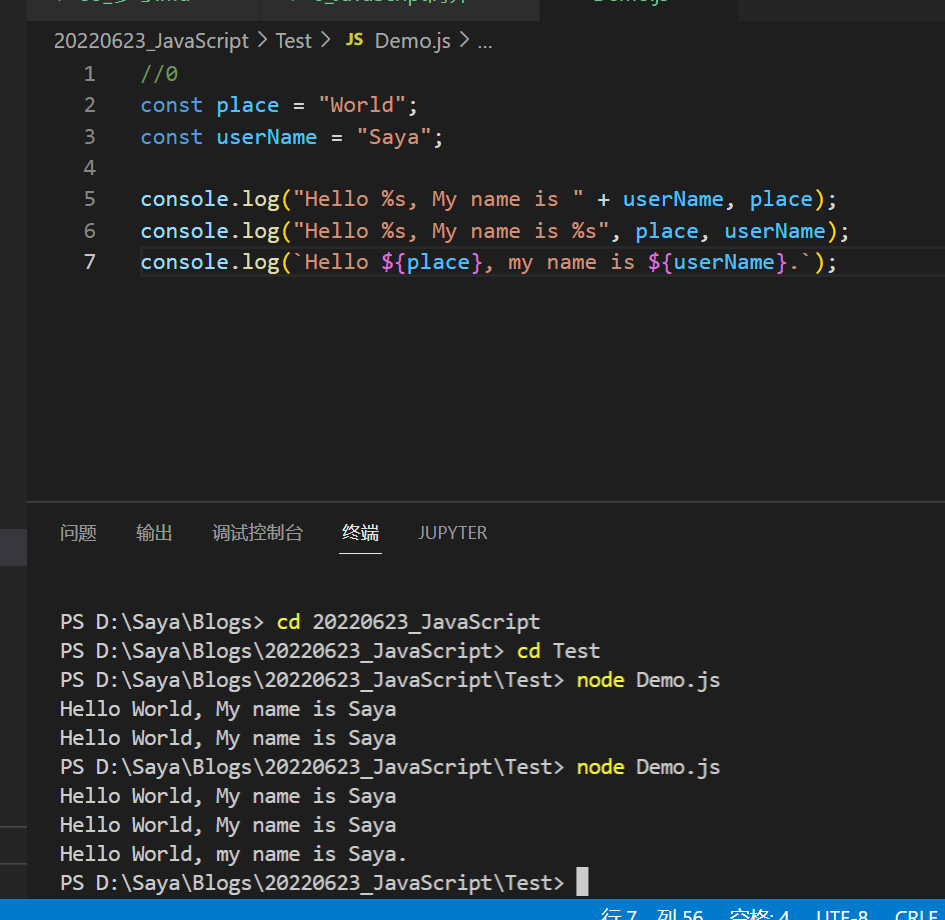 20220623_JavaScript > Test > JS Demo.js > ...
1 //0
2 const place = "World";
3 const userName = "Saya";
4
5 console.log("Hello %s, My name is " + userName, place);
6 console.log("Hello %s, My name is %s", place, userName);
7 console.log(`Hello ${place}, my name is ${userName}.`);
问题 输出 调试控制台 终端 JUPYTER
PS D:\Saya\Blogs> cd 20220623_JavaScript
PS D:\Saya\Blogs\20220623_JavaScript> cd Test
PS D:\Saya\Blogs\20220623_JavaScript\Test> node Demo.js
Hello World, My name is Saya
Hello World, My name is Saya
PS D:\Saya\Blogs\20220623_JavaScript\Test> node Demo.js
Hello World, My name is Saya
Hello World, My name is Saya
Hello World, my name is Saya.
PS D:\Saya\Blogs\20220623_JavaScript\Test>
行 7, 列 56 空格: 4 UTF-8 CRLF